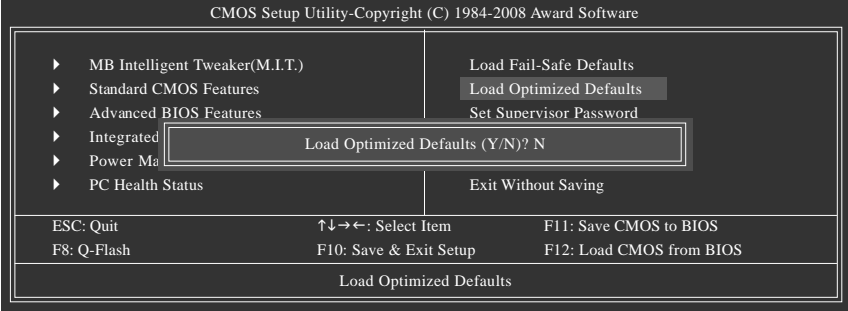 CMOS Setup Utility-Copyright (C) 1984-2008 Award Software
MB Intelligent Tweaker(M.I.T.)
Standard CMOS Features
Advanced BIOS Features
Integrated
Power Ma
PC Health Status
Load Fail-Safe Defaults
Load Optimized Defaults
Set Supervisor Password
Exit Without Saving
Load Optimized Defaults (Y/N)? N
ESC: Quit ↑↓→←: Select Item F11: Save CMOS to BIOS
F8: Q-Flash F10: Save & Exit Setup F12: Load CMOS from BIOS
Load Optimized Defaults